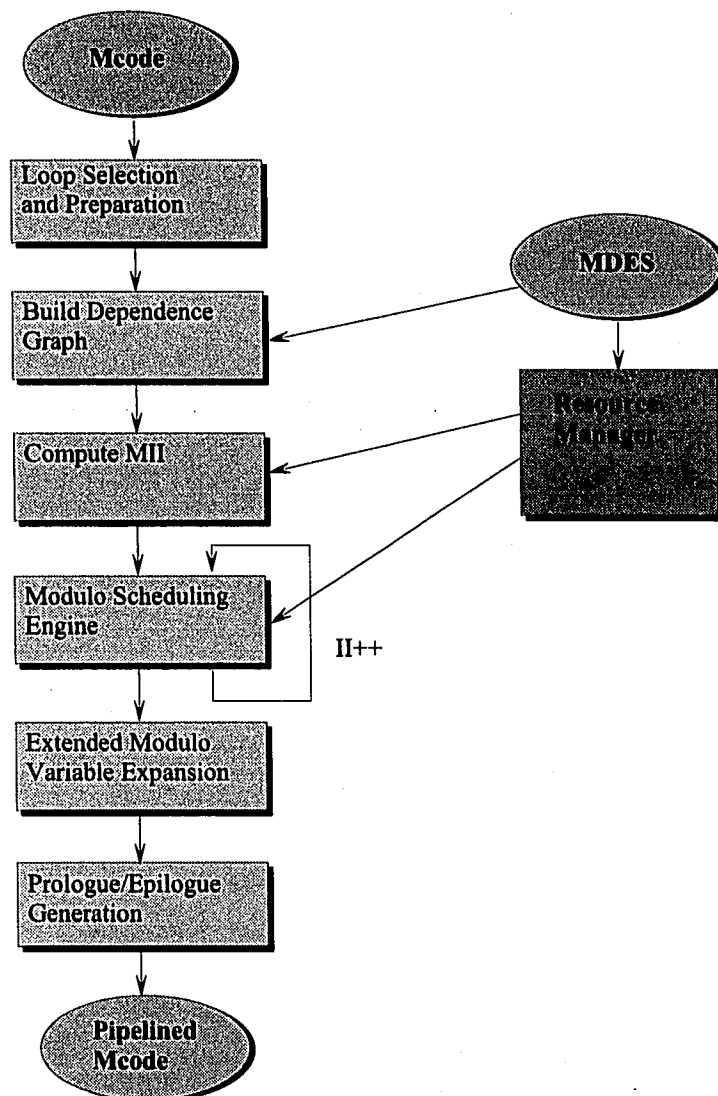 Mcode
Loop Selection
and Preparation
MDES
Build Dependence
Graph
Resource
Manager
Compute MII
Modulo Scheduling
Engine
II++
Extended Modulo
Variable Expansion
Prologue/Epilogue
Generation
Pipelined
Mcode